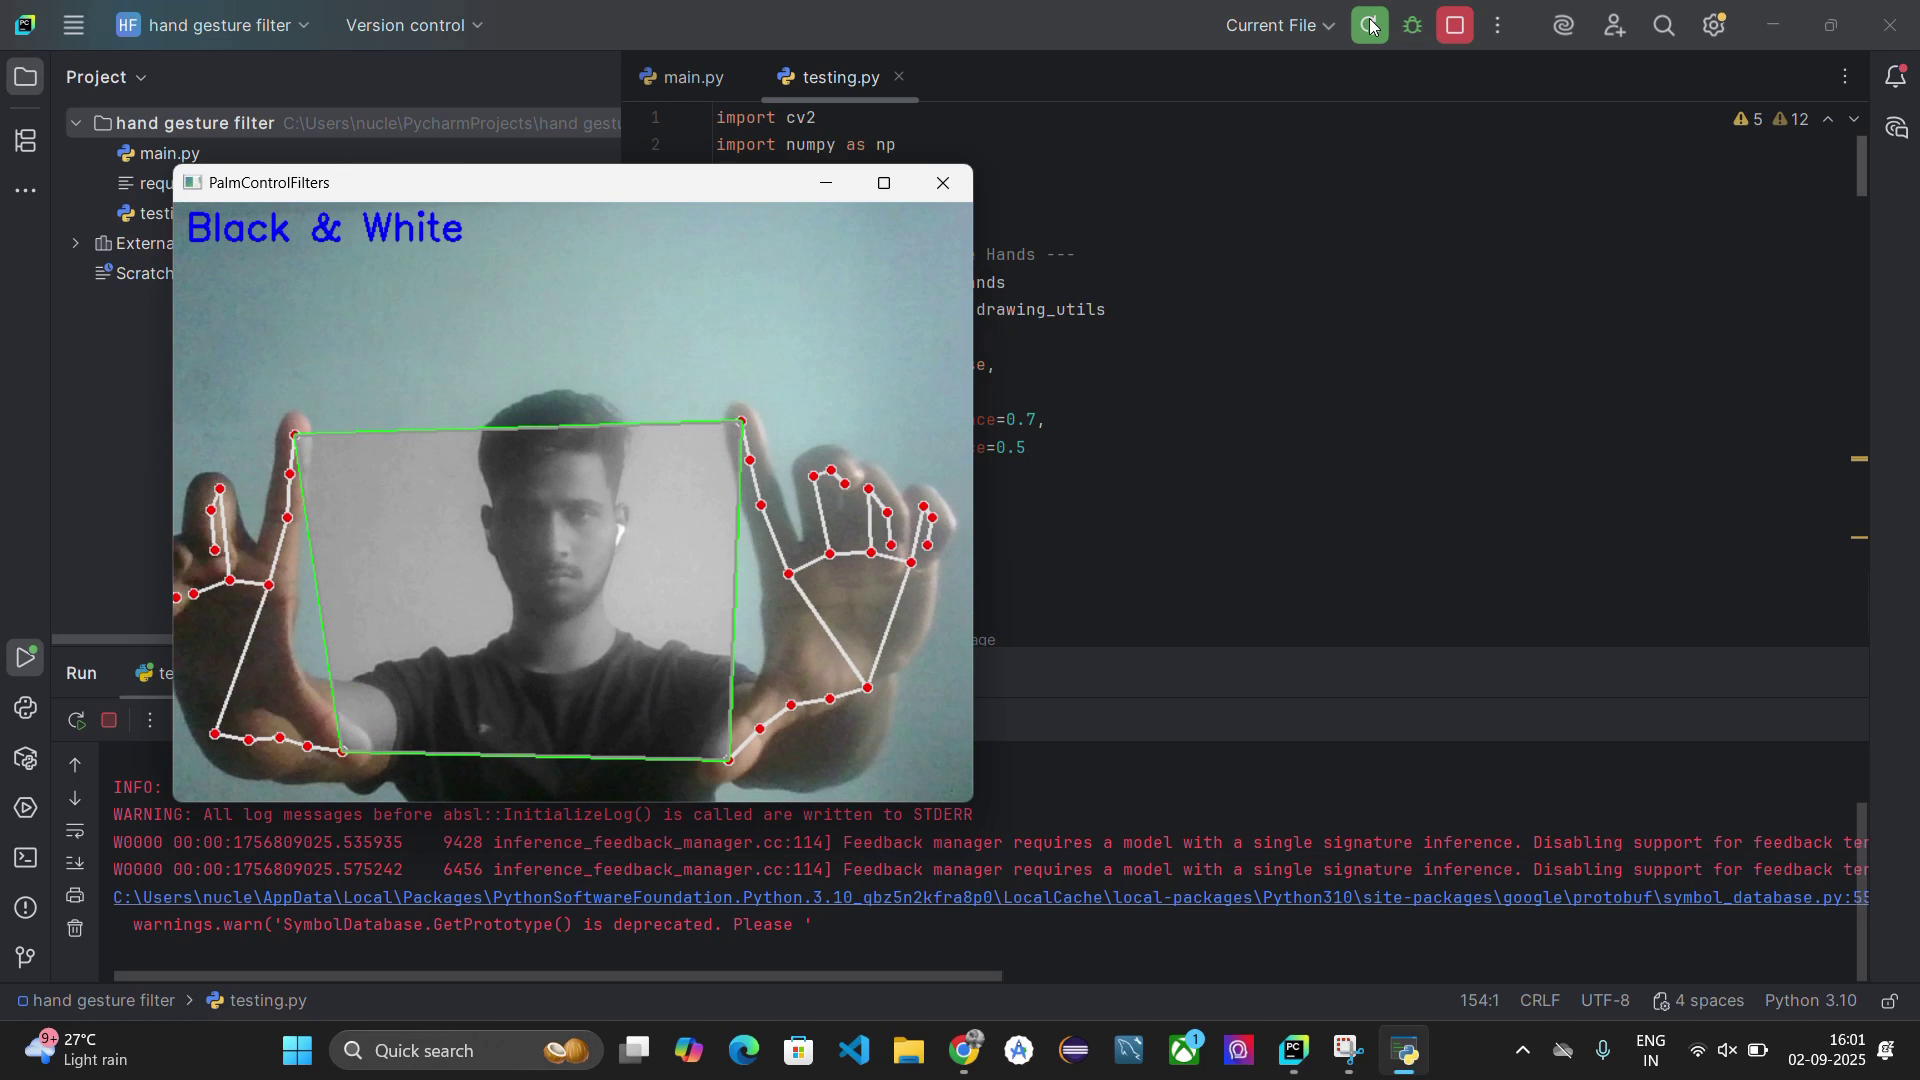 HF hand gesture filter Version control Current File
Project main.py testing.py
hand gesture filter C:\Users\nucle\PycharmProjects\hand gestu
1 import cv2 5 12
2 import numpy as np
main.py
requ
testi
PalmControlFilters
Black & White
Externa
Scratch
Hands ---
nds
drawing_utils
e,
ce=0.7,
e=0.5
age
Run te
INFO:
WARNING: All log messages before absl::InitializeLog() is called are written to STDERR
W0000 00:00:1756809025.535935 9428 inference_feedback_manager.cc:114] Feedback manager requires a model with a single signature inference. Disabling support for feedback ten
W0000 00:00:1756809025.575242 6456 inference_feedback_manager.cc:114] Feedback manager requires a model with a single signature inference. Disabling support for feedback ten
C:\Users\nucle\AppData\Local\Packages\PythonSoftwareFoundation.Python.3.10_qbz5n2kfra8p0\LocalCache\local-packages\Python310\site-packages\google\protobuf\symbol_database.py:55
warnings.warn('SymbolDatabase.GetPrototype() is deprecated. Please '
hand gesture filter > testing.py 154:1 CRLF UTF-8 4 spaces Python 3.10
9+ 27°C
Light rain
Quick search
1
ENG
IN
16:01
02-09-2025